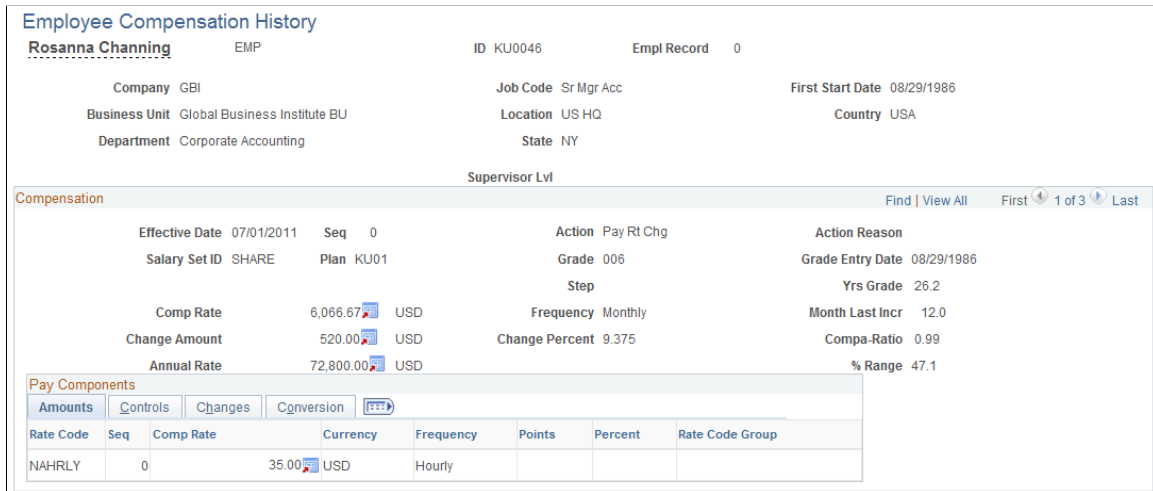 Employee Compensation History
Rosanna Channing EMP ID KU0046 Empl Record 0
Company GBI Job Code Sr Mgr Acc First Start Date 08/29/1986
Business Unit Global Business Institute BU Location US HQ Country USA
Department Corporate Accounting State NY
Supervisor Lvl
Compensation Find | View All First 1 of 3 Last
Effective Date 07/01/2011 Seq 0 Action Pay Rt Chg Action Reason
Salary Set ID SHARE Plan KU01 Grade 006 Grade Entry Date 08/29/1986
Step Yrs Grade 26.2
Comp Rate 6,066.67 USD Frequency Monthly Month Last Incr 12.0
Change Amount 520.00 USD Change Percent 9.375 Compa-Ratio 0.99
Annual Rate 72,800.00 USD % Range 47.1
Pay Components
Amounts Controls Changes Conversion
Rate Code Seq Comp Rate Currency Frequency Points Percent Rate Code Group
NAHRLY 0 35.00 USD Hourly